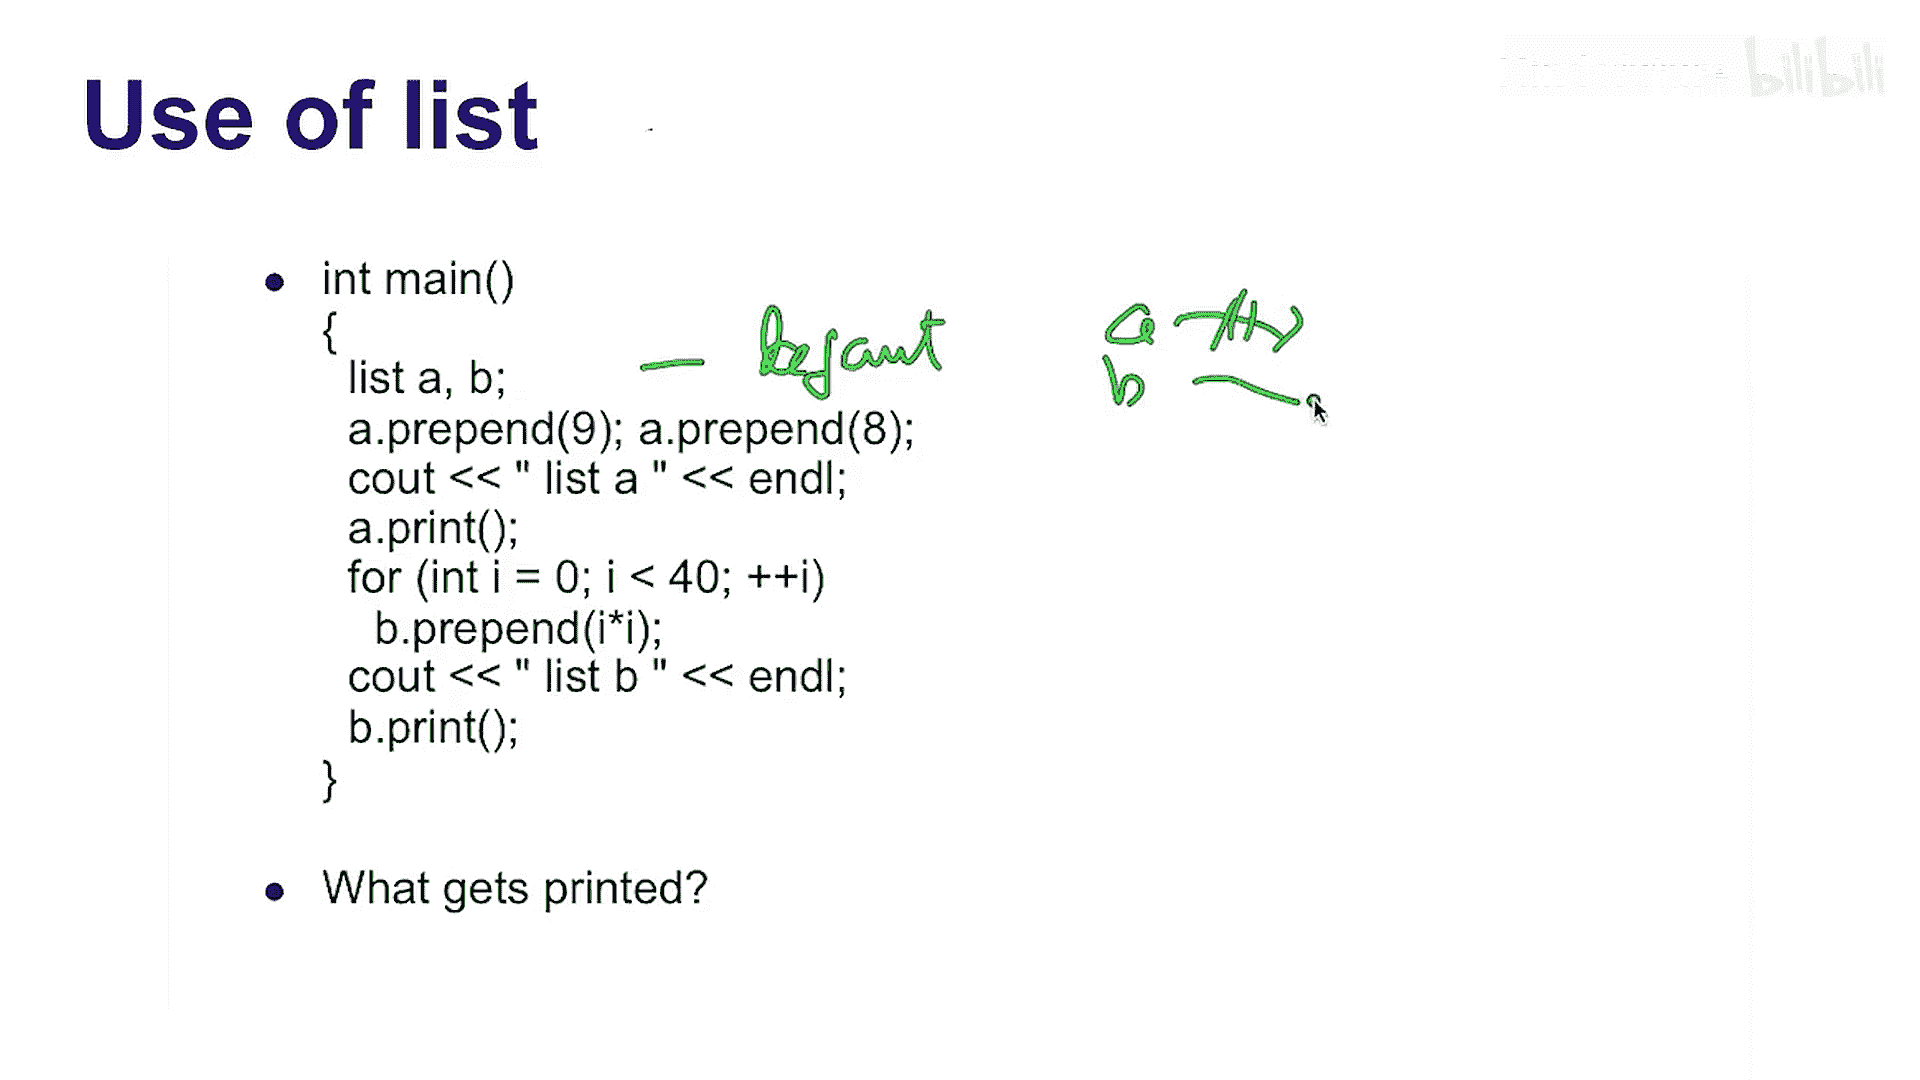 bilibili
Use of list
• int main()
{
list a, b;
a.prepend(9); a.prepend(8);
cout << " list a " << endl;
a.print();
for (int i = 0; i < 40; ++i)
b.prepend(i*i);
cout << " list b " << endl;
b.print();
}
a
b
• What gets printed?